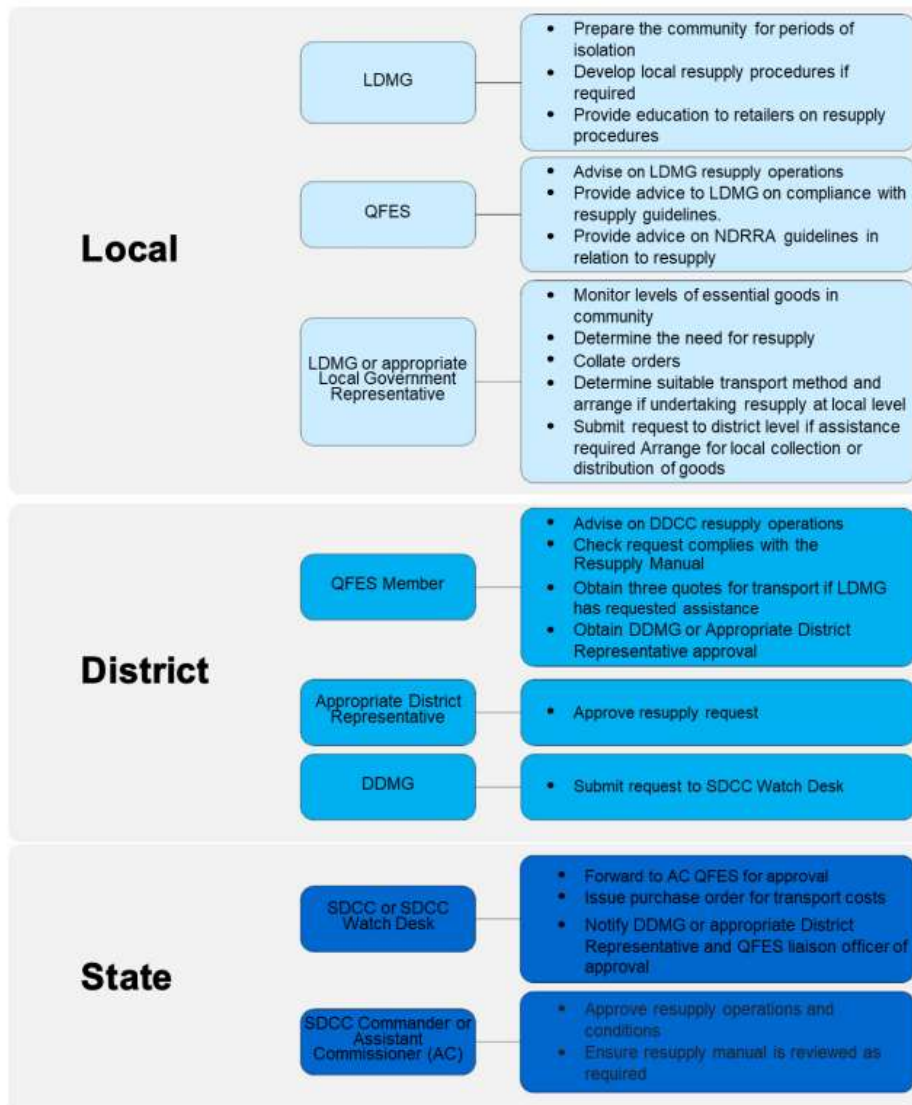 Local
LDMG
• Prepare the community for periods of
isolation
• Develop local resupply procedures if
required
• Provide education to retailers on resupply
procedures
QFES
• Advise on LDMG resupply operations
• Provide advice to LDMG on compliance with
resupply guidelines.
• Provide advice on NDRRA guidelines in
relation to resupply
LDMG or appropriate
Local Government
Representative
• Monitor levels of essential goods in
community
• Determine the need for resupply
• Collate orders
• Determine suitable transport method and
arrange if undertaking resupply at local level
• Submit request to district level if assistance
required Arrange for local collection or
distribution of goods
District
QFES Member
• Advise on DDCC resupply operations
• Check request complies with the
Resupply Manual
• Obtain three quotes for transport if LDMG
has requested assistance
• Obtain DDMG or Appropriate District
Representative approval
Appropriate District
Representative
• Approve resupply request
DDMG
• Submit request to SDCC Watch Desk
State
SDCC or SDCC
Watch Desk
• Forward to AC QFES for approval
• Issue purchase order for transport costs
• Notify DDMG or appropriate District
Representative and QFES liaison officer of
approval
SDCC Commander or
Assistant
Commissioner (AC)
• Approve resupply operations and
conditions
• Ensure resupply manual is reviewed as
required